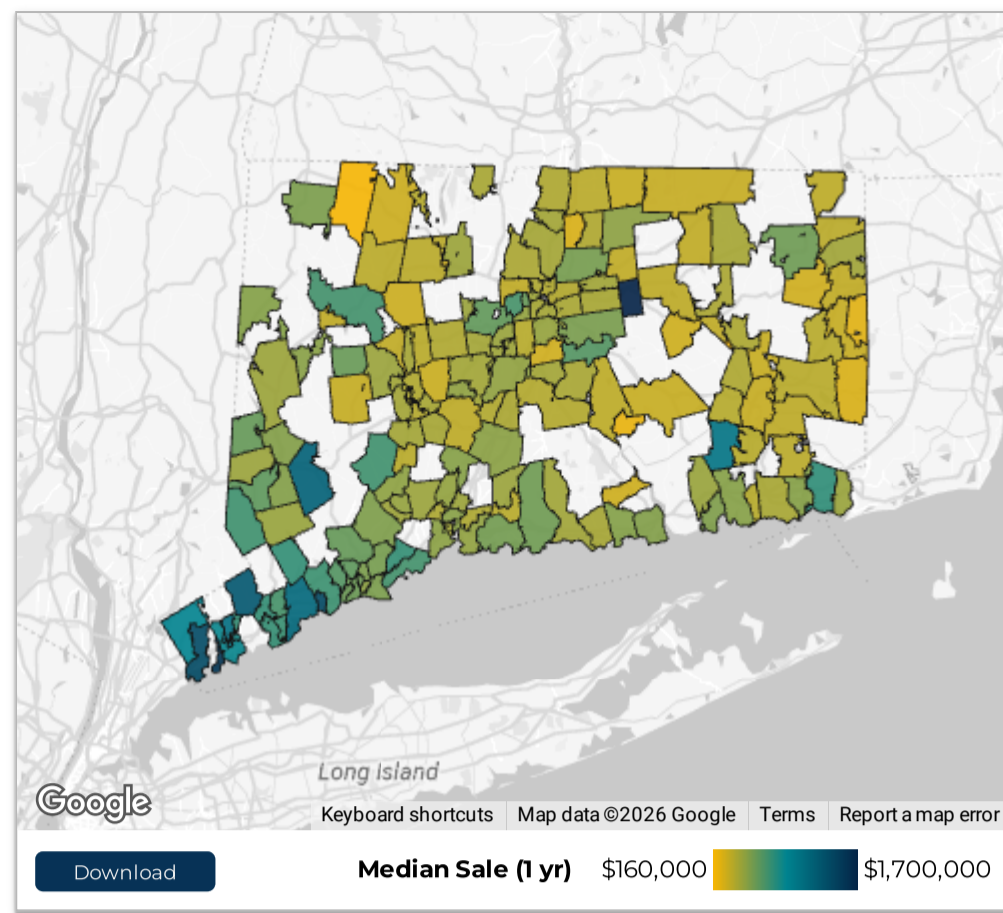 Long Island
Google
Keyboard shortcuts Map data ©2026 Google Terms Report a map error
Download Median Sale (1 yr) $160,000 $1,700,000